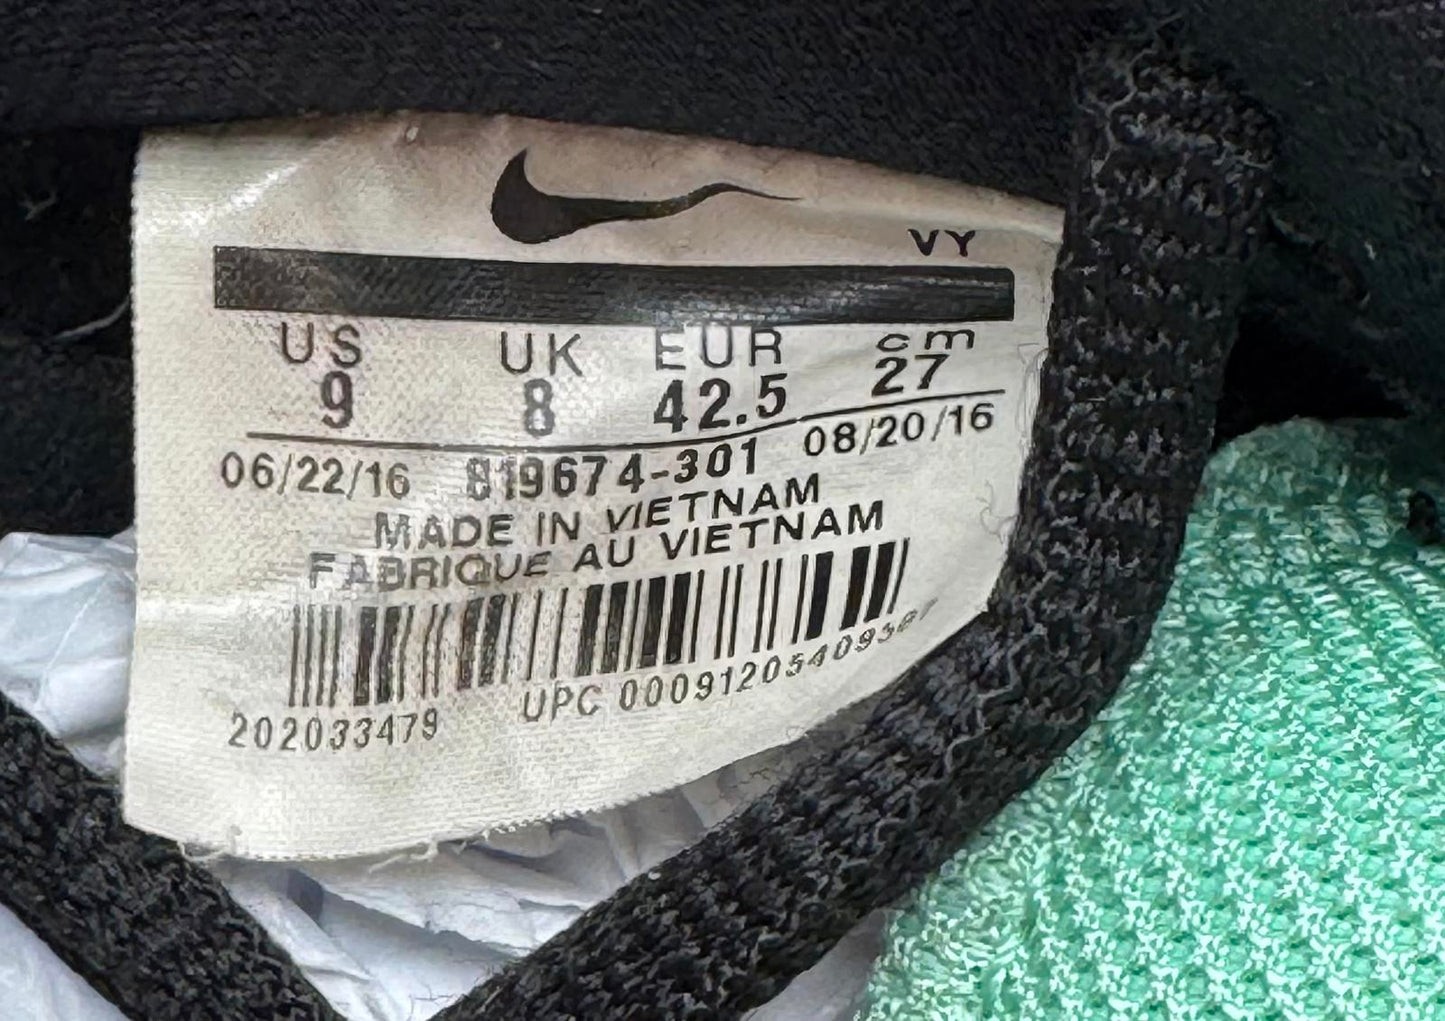 VY
US UK EUR cm
9 8 42.5 27
06/22/16 819674-301 08/20/16
MADE IN VIETNAM
FABRIQUE AU VIETNAM
202033479 UPC